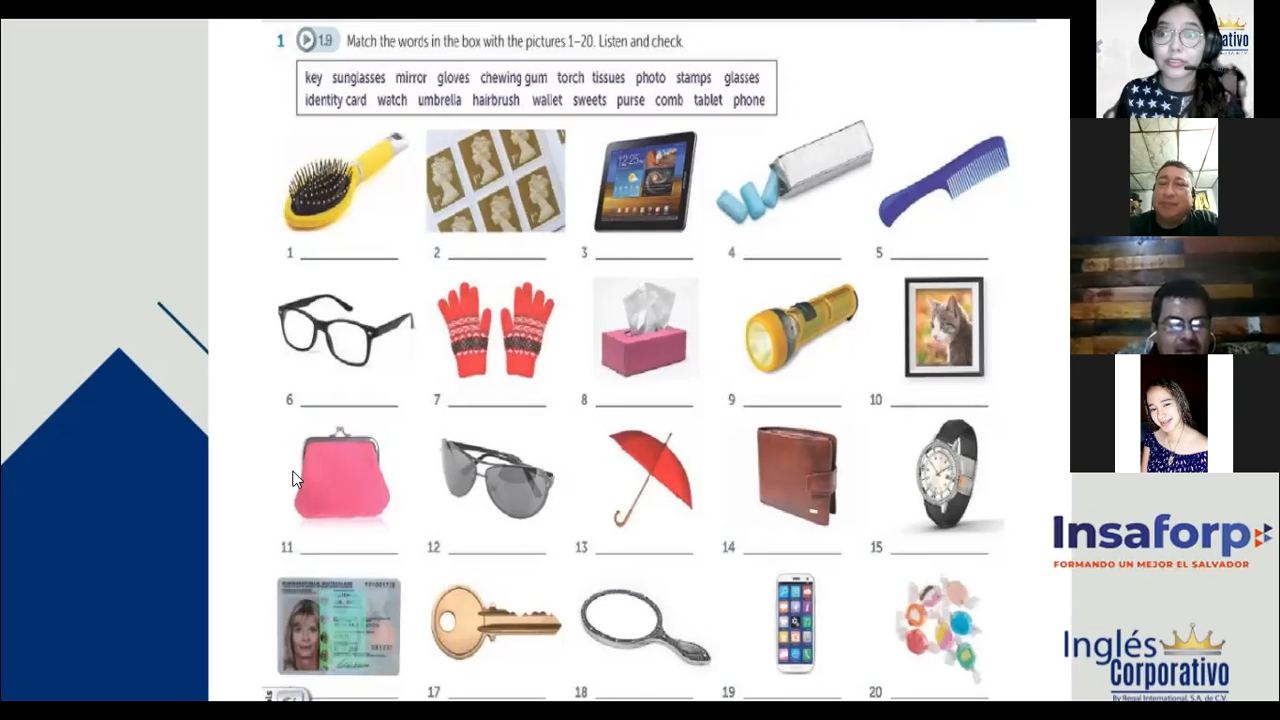 1 1.9 Match the words in the box with the pictures 1–20. Listen and check.
key sunglasses mirror gloves chewing gum torch tissues photo stamps glasses
identity card watch umbrella hairbrush wallet sweets purse comb tablet phone
12:25
1 2 3 4 5
6 7 8 9 10
11 12 13 14 15
17 18 19 20
ativo
Insaforp
FORMANDO UN MEJOR EL SALVADOR
Inglés
Corporativo
By Regal International, S.A. de C.V.